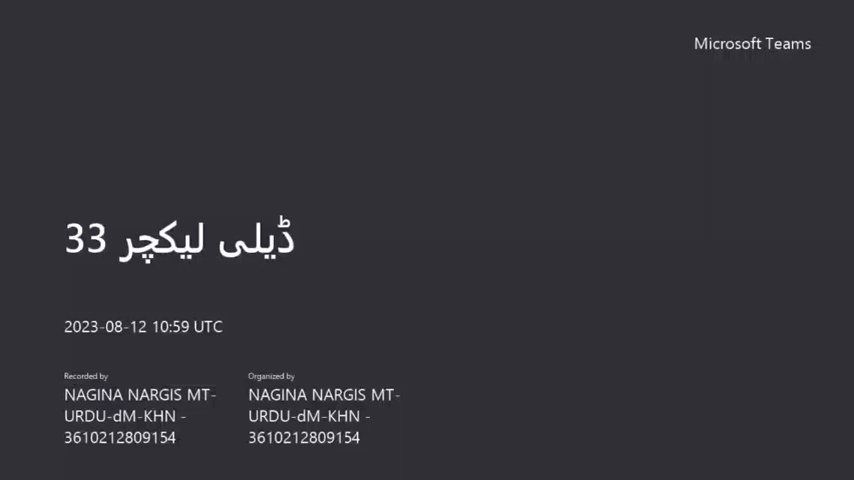 Microsoft Teams
ڈیلی لیکچر 33
2023-08-12 10:59 UTC
Recorded by
NAGINA NARGIS MT-
URDU-dM-KHN -
3610212809154
Organized by
NAGINA NARGIS MT-
URDU-dM-KHN -
3610212809154